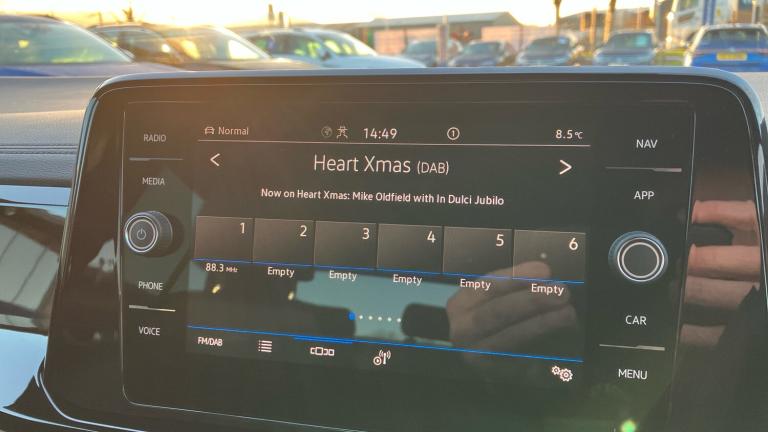 RADIO
MEDIA
PHONE
VOICE
Normal 14:49 1 8.5°C
< Heart Xmas (DAB) >
Now on Heart Xmas: Mike Oldfield with In Dulci Jubilo
1 2 3 4 5 6
88.3 MHz Empty Empty Empty Empty Empty
FM/DAB
NAV
APP
CAR
MENU